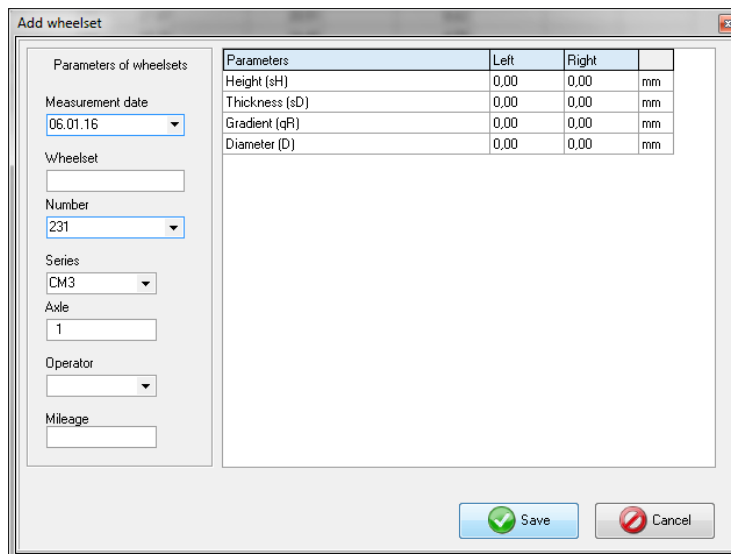 Add wheelset
Parameters of wheelsets
Measurement date
06.01.16
Wheelset
Number
231
Series
CM3
Axle
1
Operator
Mileage
Parameters Left Right
Height (sH) 0,00 0,00 mm
Thickness (sD) 0,00 0,00 mm
Gradient (qR) 0,00 0,00 mm
Diameter (D) 0,00 0,00 mm
Save Cancel